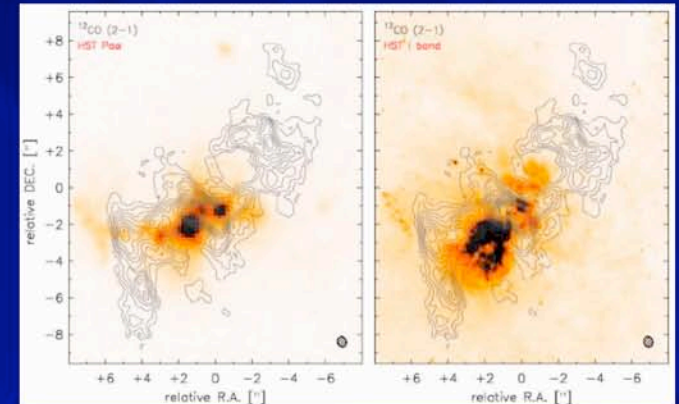 ¹²CO (2−1)
HST Paα
¹²CO (2−1)
HST I band
relative DEC. ["]
+8
+6
+4
+2
0
−2
−4
−6
−8
+6 +4 +2 0 −2 −4 −6
relative R.A. ["]
+6 +4 +2 0 −2 −4 −6
relative R.A. ["]